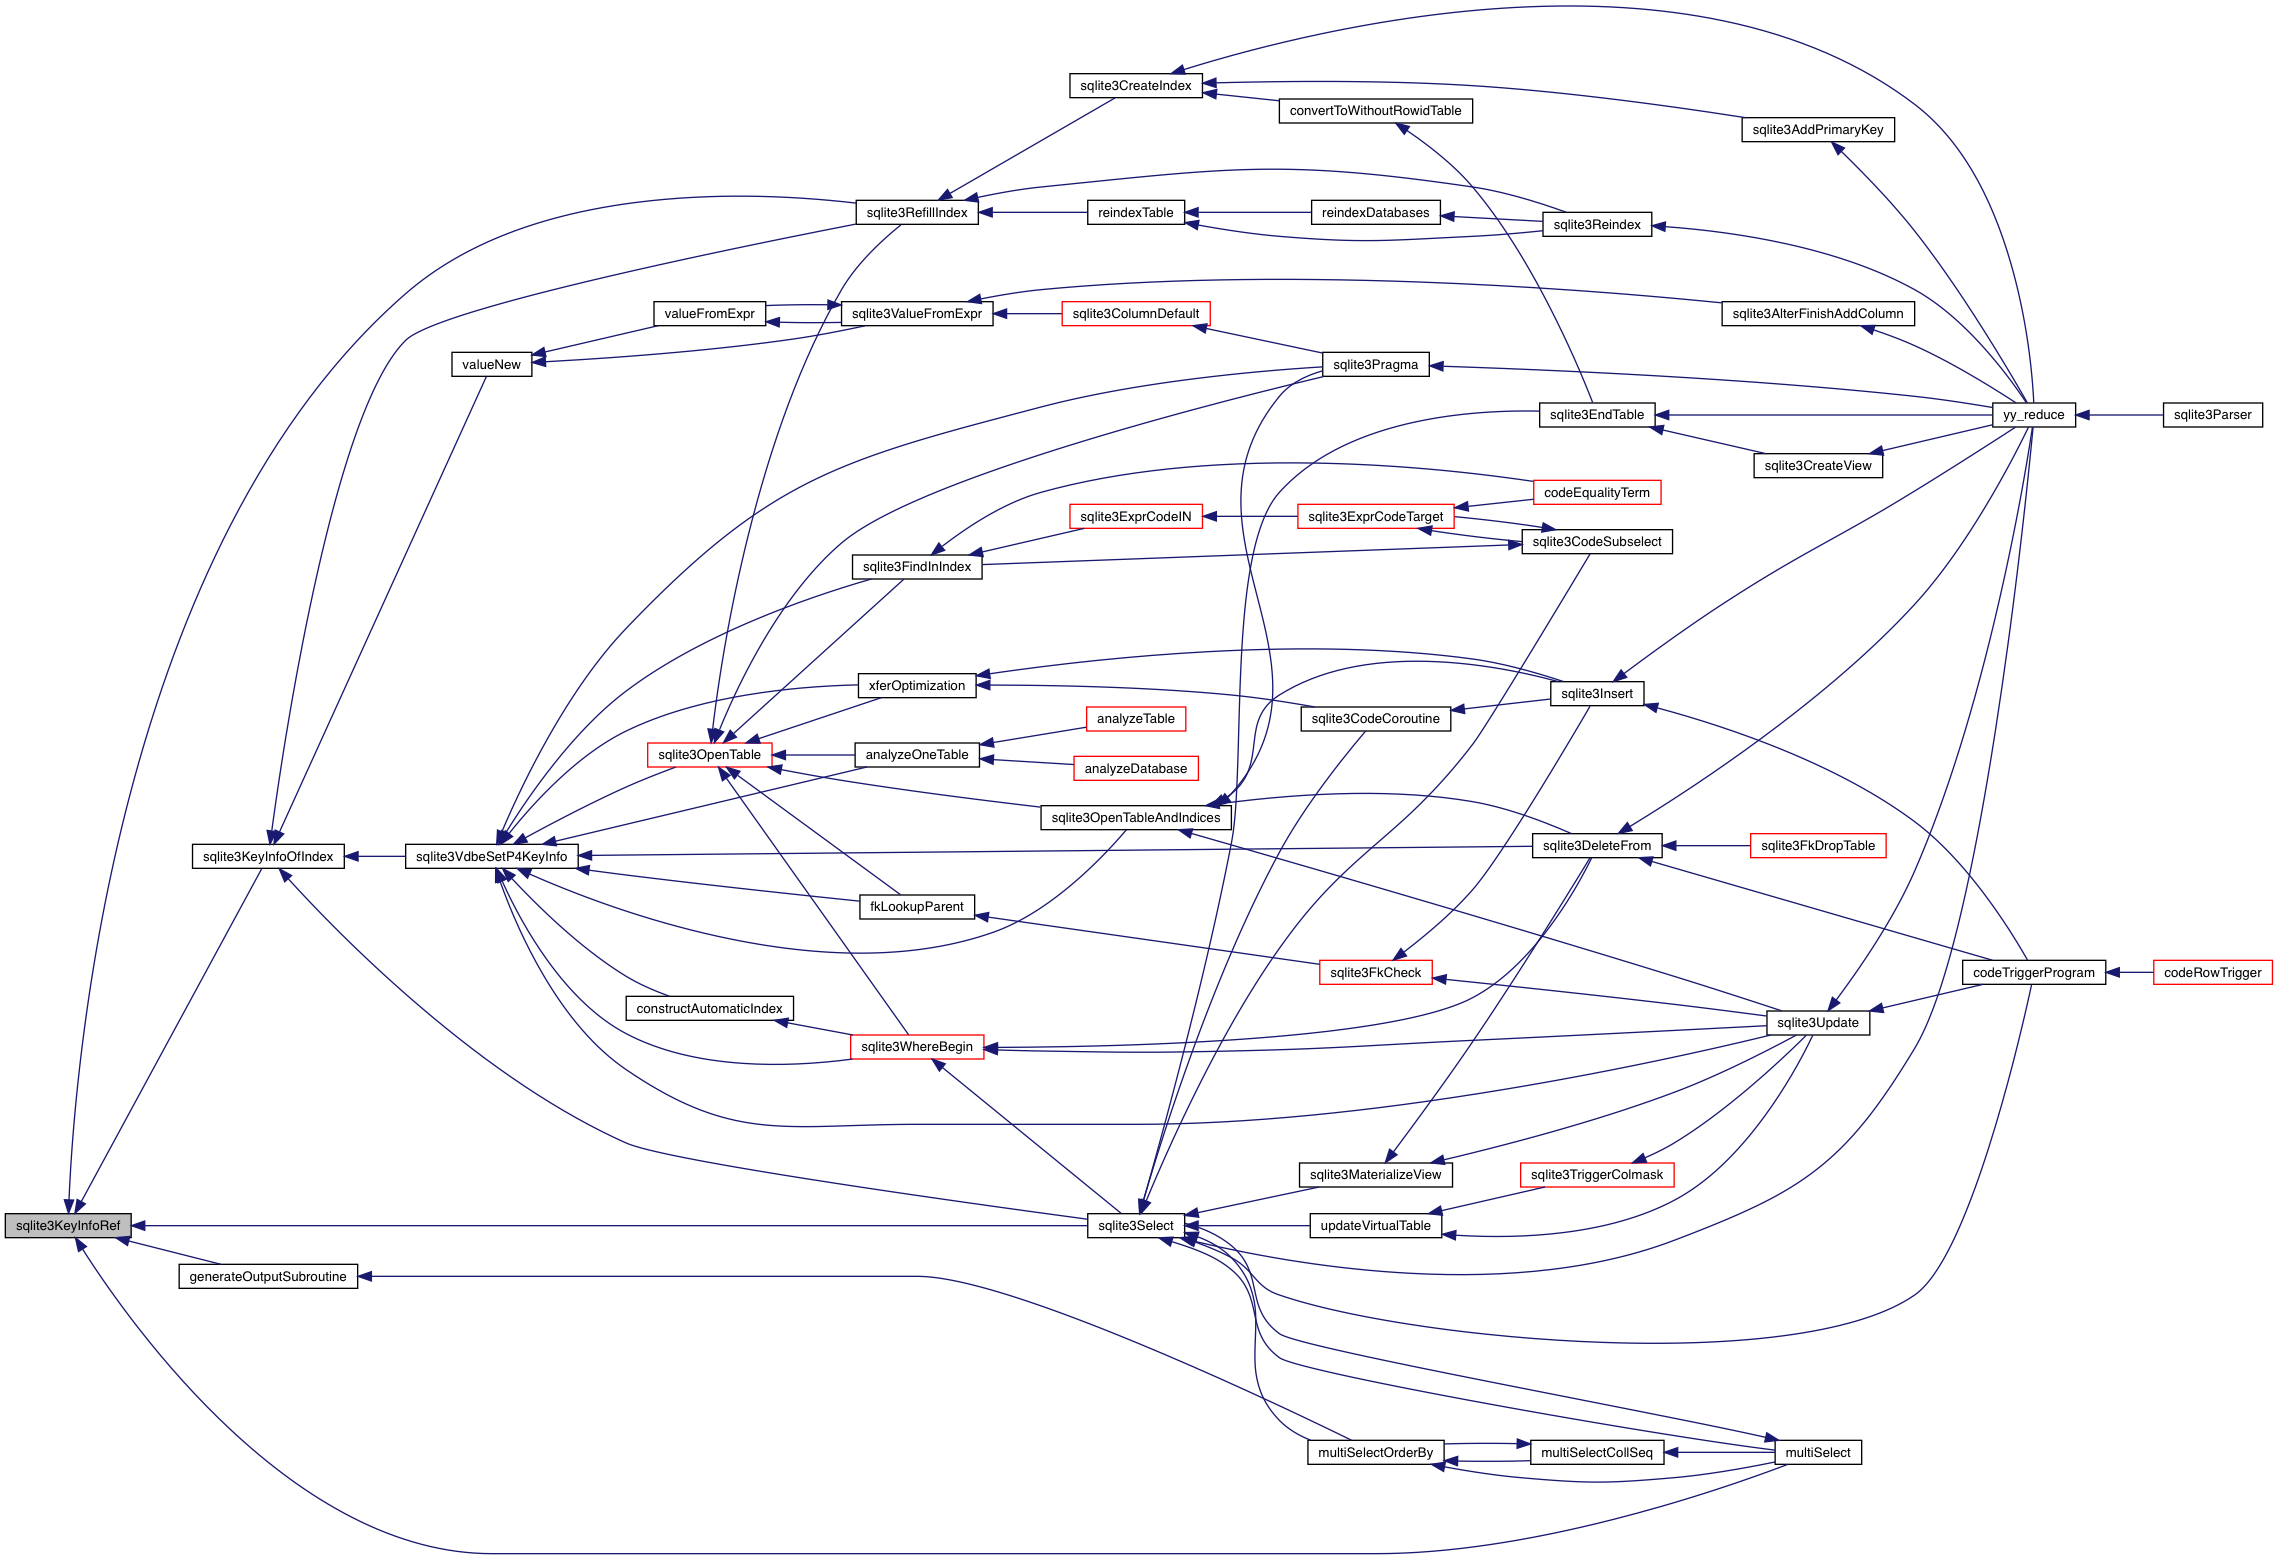 sqlite3CreateIndex
convertToWithoutRowidTable
sqlite3AddPrimaryKey
sqlite3RefillIndex
reindexTable
reindexDatabases
sqlite3Reindex
valueFromExpr
sqlite3ValueFromExpr
sqlite3ColumnDefault
sqlite3AlterFinishAddColumn
valueNew
sqlite3Pragma
sqlite3EndTable
yy_reduce
sqlite3Parser
sqlite3CreateView
codeEqualityTerm
sqlite3ExprCodeIN
sqlite3ExprCodeTarget
sqlite3CodeSubselect
sqlite3FindInIndex
xferOptimization
sqlite3Insert
analyzeTable
sqlite3CodeCoroutine
sqlite3OpenTable
analyzeOneTable
analyzeDatabase
sqlite3OpenTableAndIndices
sqlite3KeyInfoOfIndex
sqlite3VdbeSetP4KeyInfo
sqlite3DeleteFrom
sqlite3FkDropTable
fkLookupParent
sqlite3FkCheck
codeTriggerProgram
codeRowTrigger
constructAutomaticIndex
sqlite3Update
sqlite3WhereBegin
sqlite3MaterializeView
sqlite3TriggerColmask
sqlite3KeyInfoRef
sqlite3Select
updateVirtualTable
generateOutputSubroutine
multiSelectOrderBy
multiSelectCollSeq
multiSelect